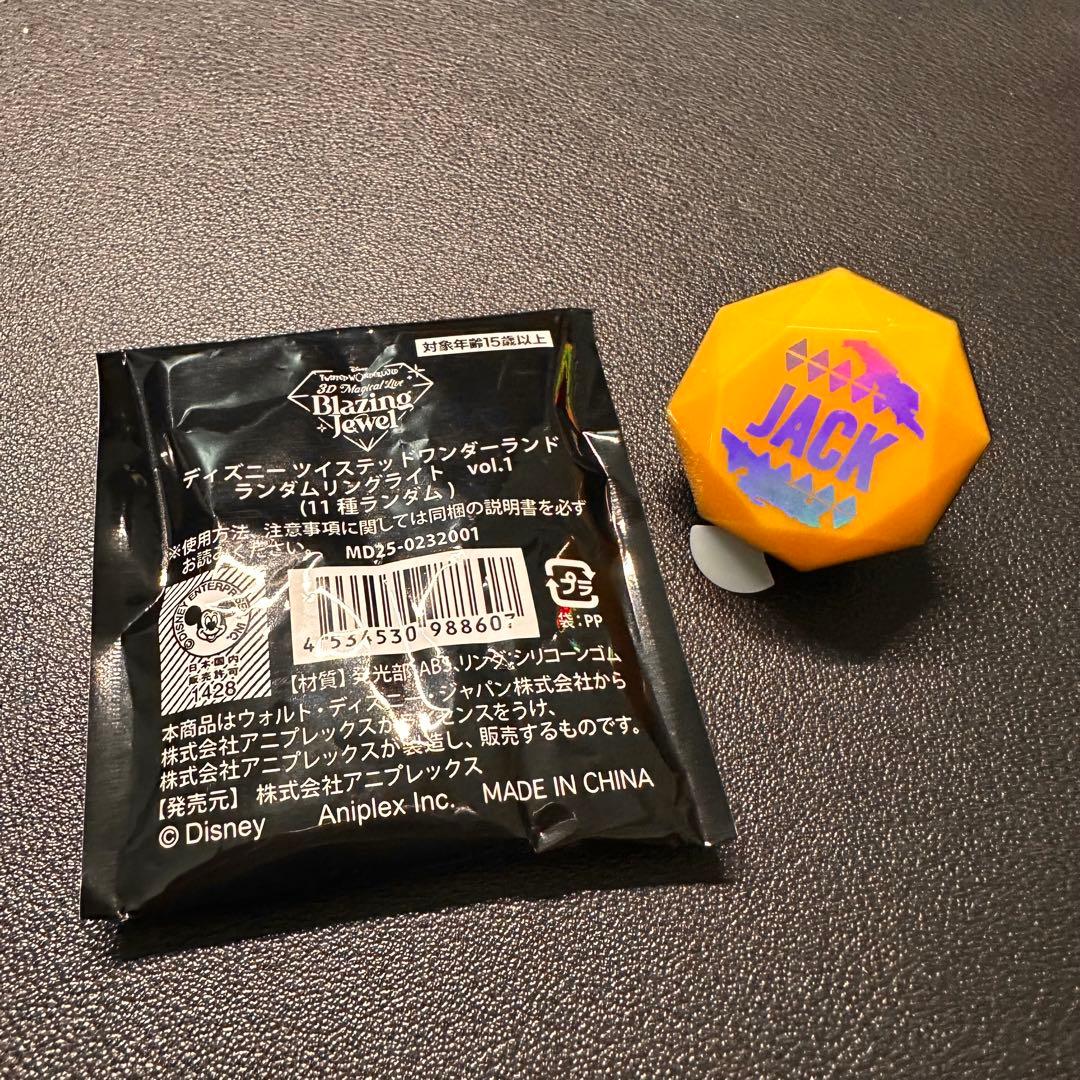 対象年齢15歳以上
Disney
TWISTED WONDERLAND
3D Magical Live
Blazing
Jewel
ディズニー ツイステッドワンダーランド
ランダムリングライト vol.1
(11種ランダム)
※使用方法、注意事項に関しては同梱の説明書を必ず
お読みください。 MD25-0232001
4 534530 98860
プラ
袋:PP
©DISNEY ENTERPRISES, INC.
日本国内
販売許可
1428
【材質】発光部:ABS、リング:シリコーンゴム
本商品はウォルト・ディズニー・ジャパン株式会社から
株式会社アニプレックスがライセンスをうけ、
株式会社アニプレックスが製造し、販売するものです。
【発売元】 株式会社アニプレックス
©Disney Aniplex Inc. MADE IN CHINA
JACK